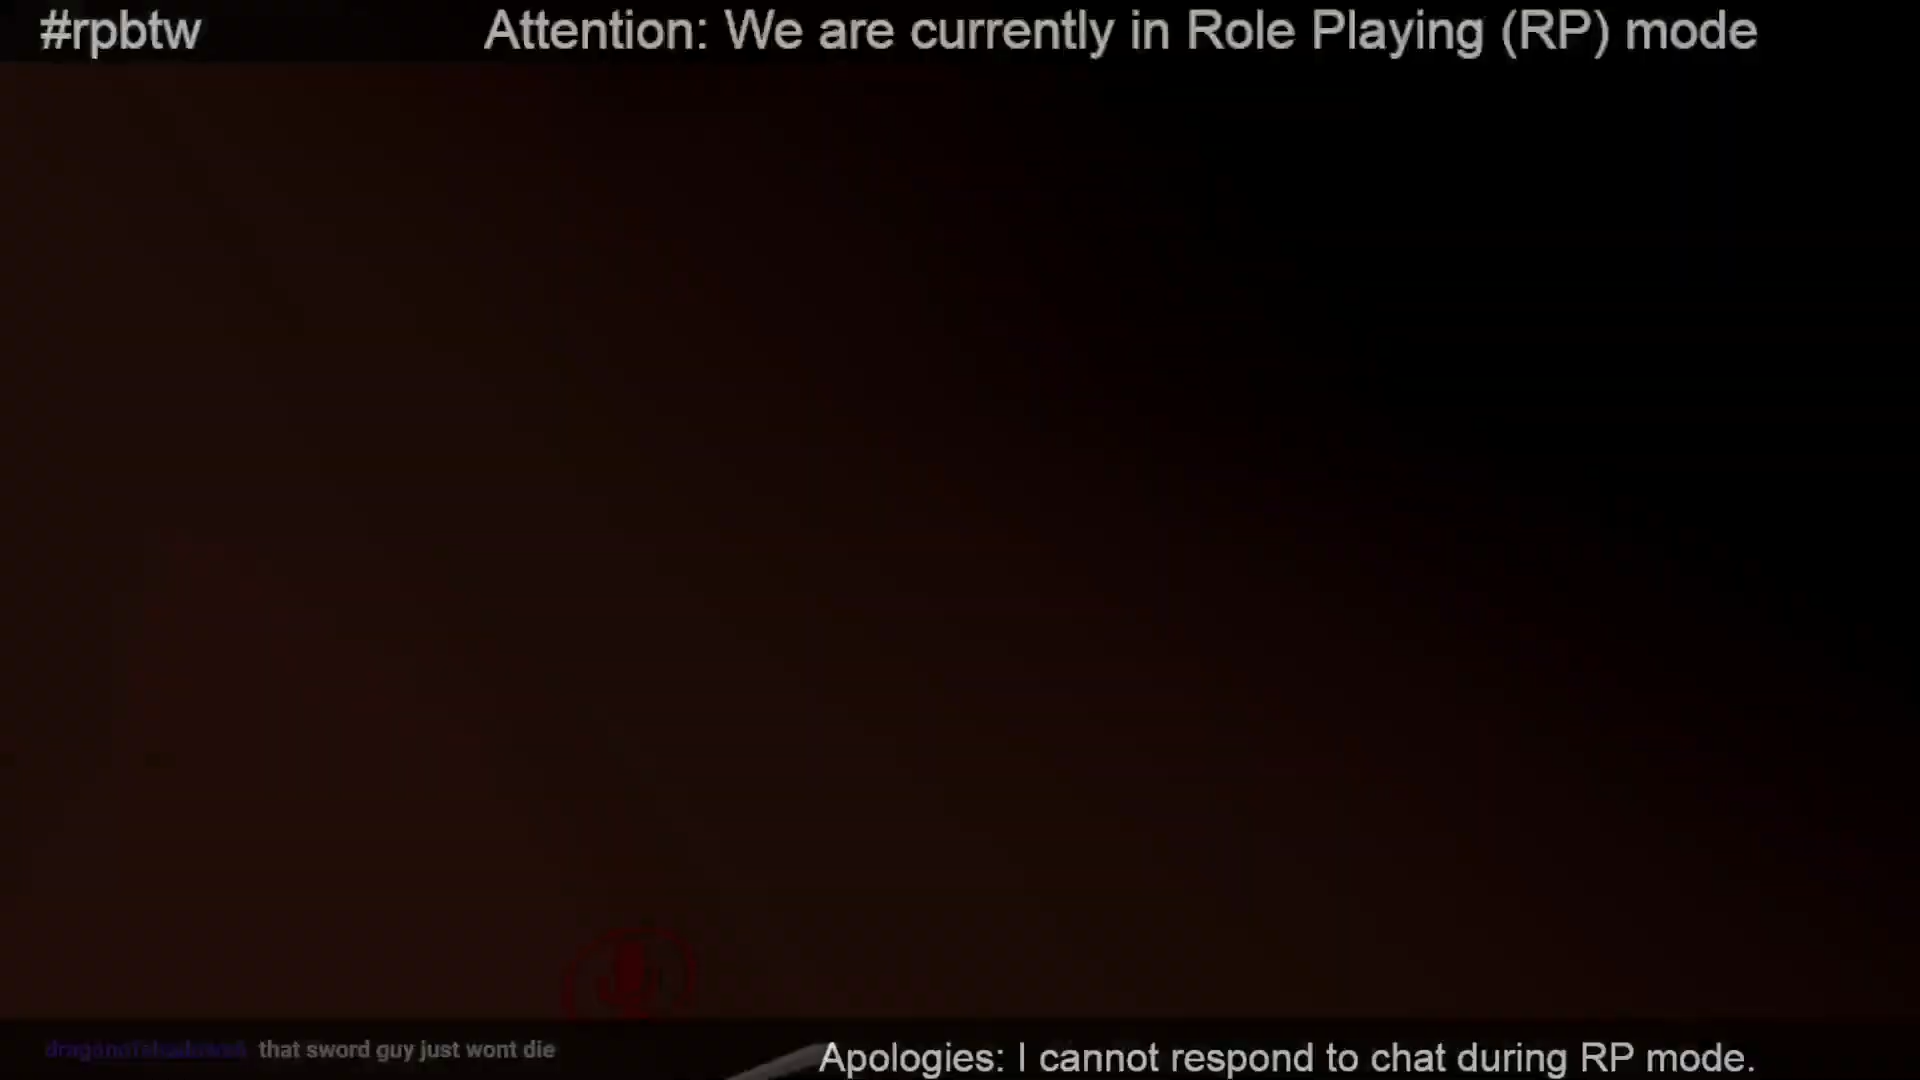 #rpbtw
Attention: We are currently in Role Playing (RP) mode
that sword guy just wont die
Apologies: I cannot respond to chat during RP mode.